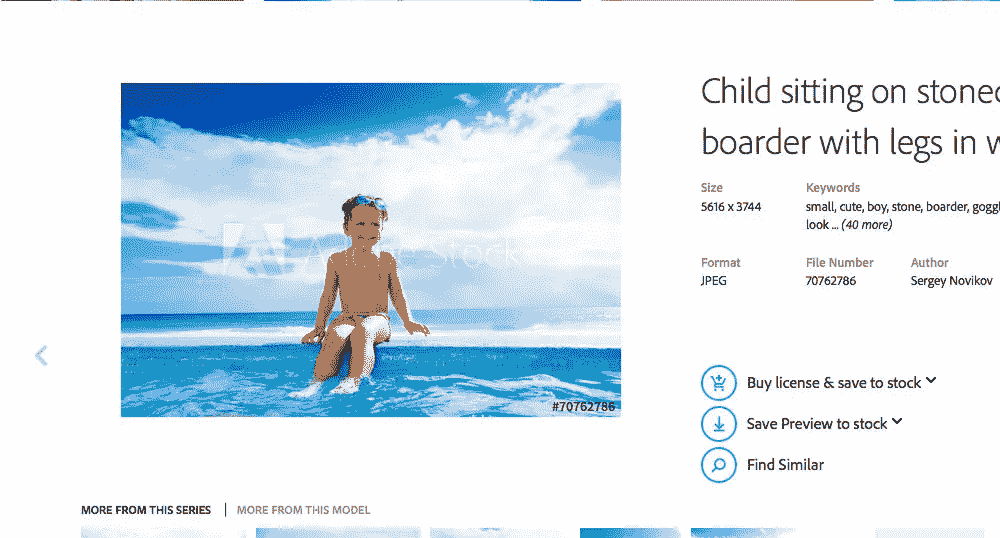 Child sitting on stoned
boarder with legs in w
Size
Keywords
5616 x 3744
small, cute, boy, stone, boarder, goggl
look ... (40 more)
Format
File Number
Author
JPEG
70762786
Sergey Novikov
Adobe Stock
#70762786
Buy license & save to stock
Save Preview to stock
Find Similar
MORE FROM THIS SERIES | MORE FROM THIS MODEL